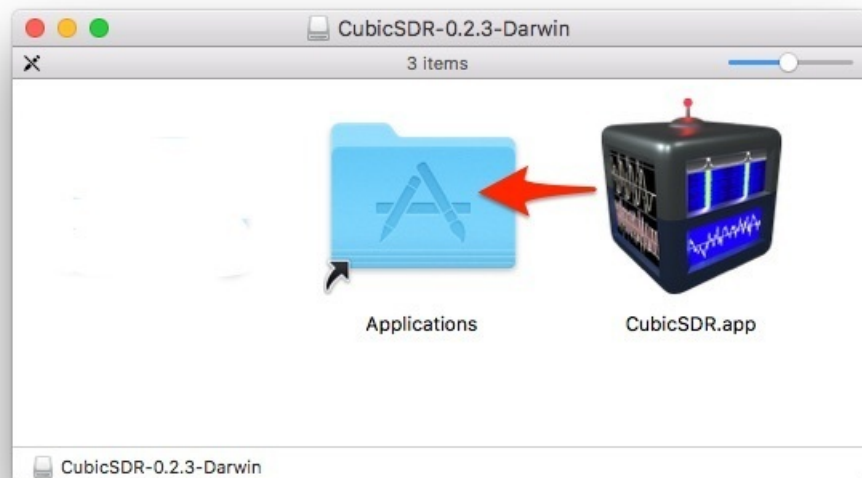 CubicSDR-0.2.3-Darwin
3 items
Applications
CubicSDR.app
CubicSDR-0.2.3-Darwin